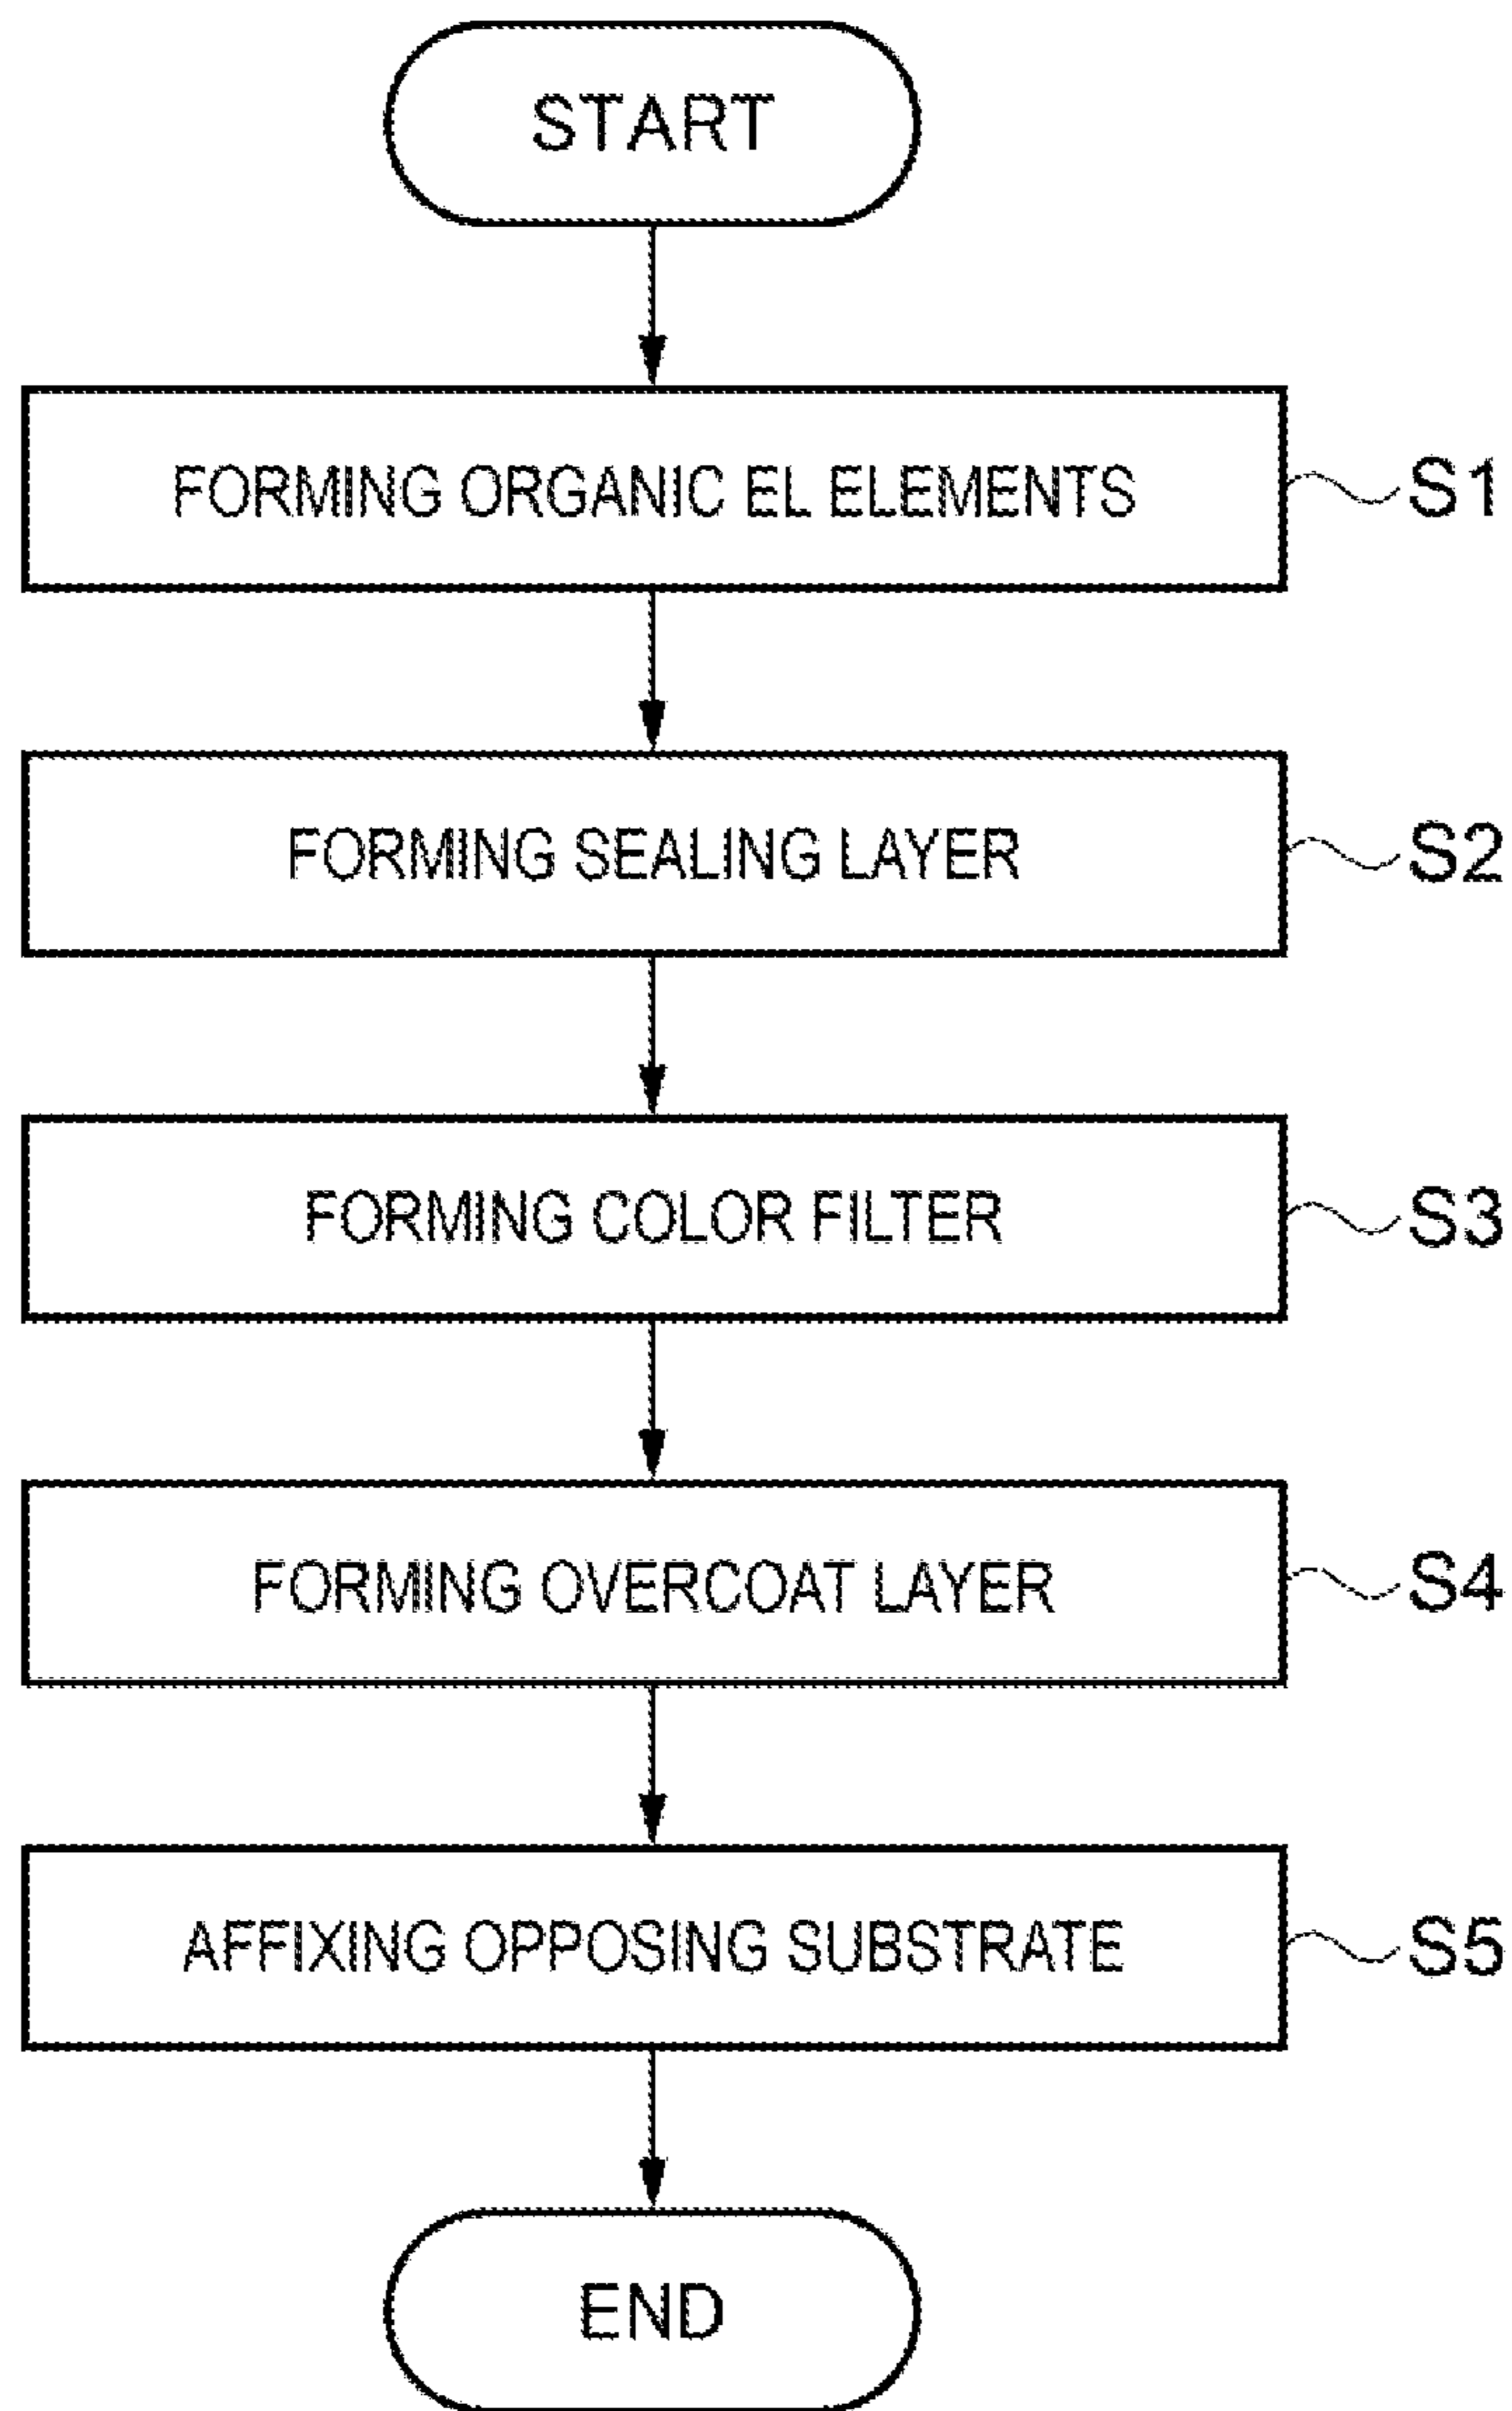 START
FORMING ORGANIC EL ELEMENTS S1
FORMING SEALING LAYER S2
FORMING COLOR FILTER S3
FORMING OVERCOAT LAYER S4
AFFIXING OPPOSING SUBSTRATE S5
END